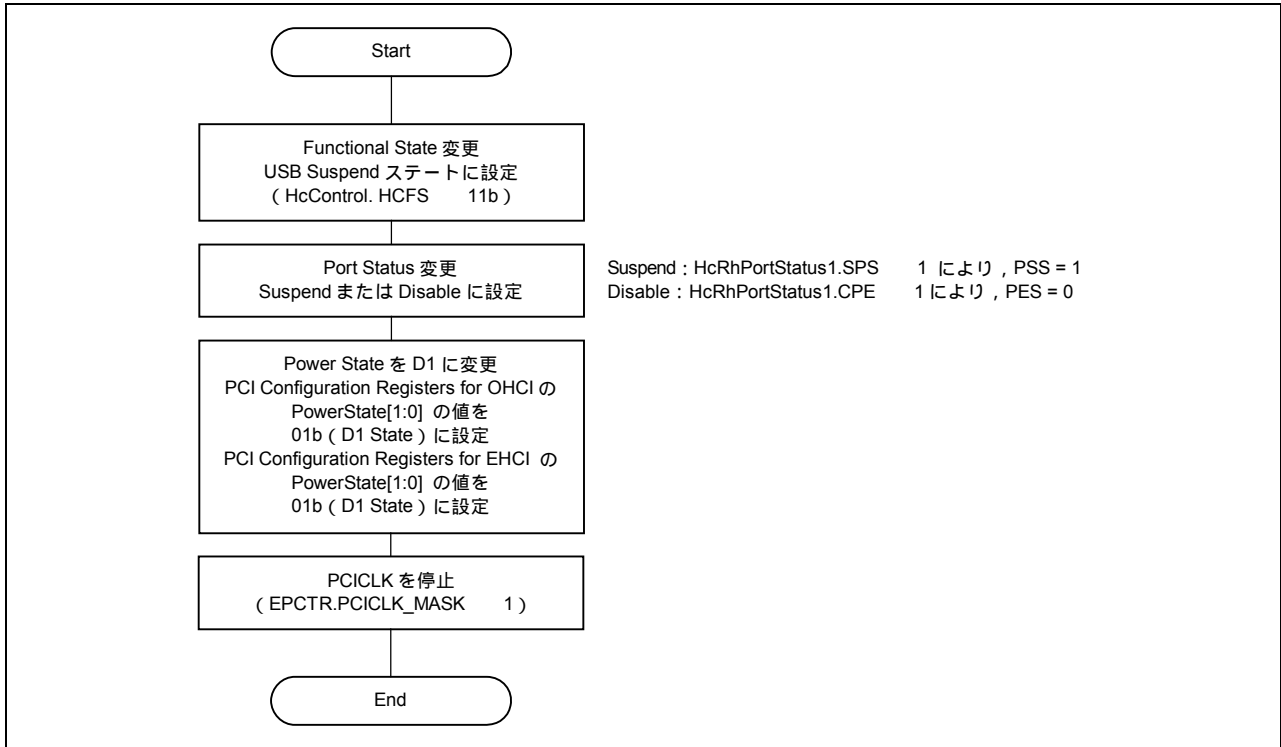 Start
Functional State 変更
USB Suspend ステートに設定
( HcControl. HCFS 11b )
Port Status 変更
Suspend または Disable に設定
Suspend : HcRhPortStatus1.SPS 1 により , PSS = 1
Disable : HcRhPortStatus1.CPE 1 により , PES = 0
Power State を D1 に変更
PCI Configuration Registers for OHCI の
PowerState[1:0] の値を
01b ( D1 State ) に設定
PCI Configuration Registers for EHCI の
PowerState[1:0] の値を
01b ( D1 State ) に設定
PCICLK を停止
( EPCTR.PCICLK_MASK 1 )
End